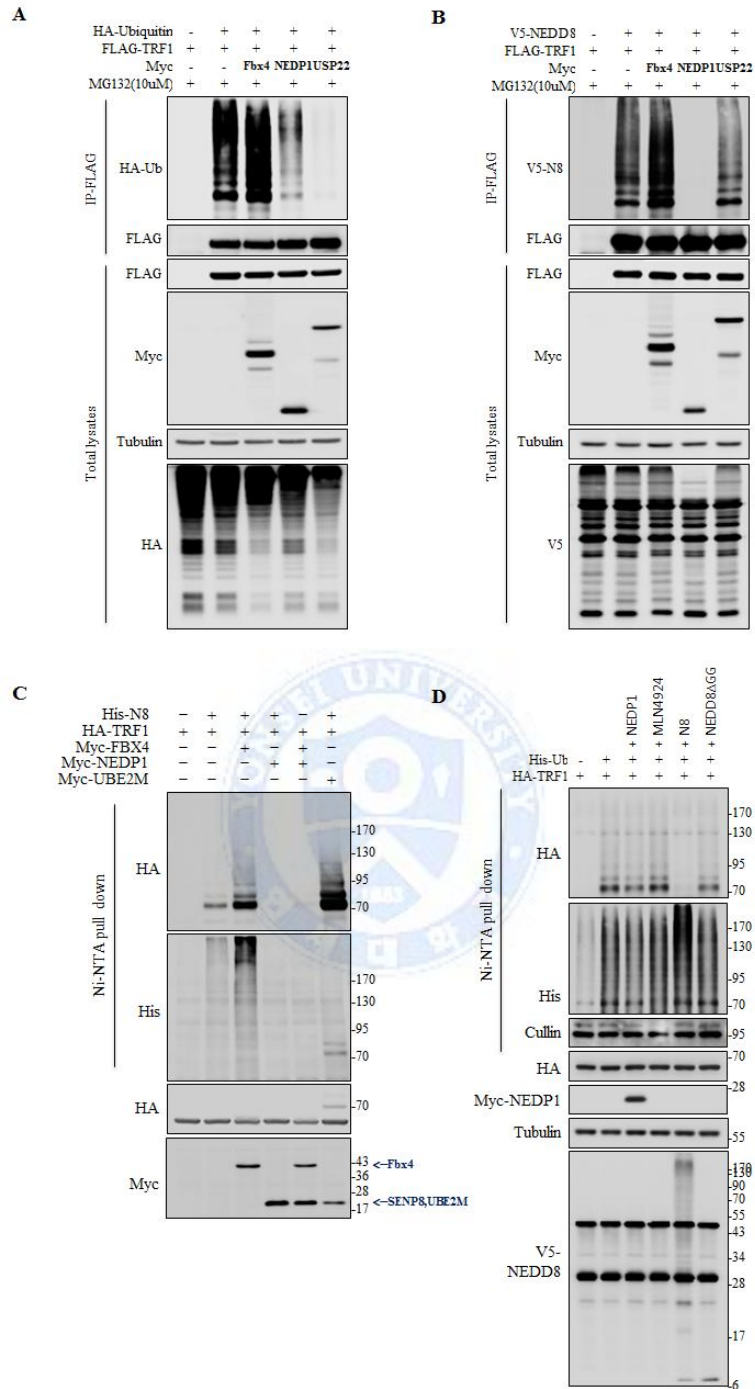 A
HA-Ubiquitin - + + + +
FLAG-TRF1 + + + + +
Myc - - Fbx4 NEDP1 USP22
MG132(10uM) + + + + +
IP-FLAG
HA-Ub
FLAG
Total lysates
FLAG
Myc
Tubulin
HA
B
V5-NEDD8 - + + + +
FLAG-TRF1 + + + + +
Myc - - Fbx4 NEDP1 USP22
MG132(10uM) + + + + +
IP-FLAG
V5-N8
FLAG
Total lysates
FLAG
Myc
Tubulin
V5
YONSEI UNIVERSITY
C
His-N8 - + + + + +
HA-TRF1 + + + + + +
Myc-FBX4 - - + - + -
Myc-NEDP1 - - - + + -
Myc-UBE2M - - - - - +
Ni-NTA pull down
HA
-170
-130
-95
-70
His
-170
-130
-95
-70
HA
-70
Myc
-43
-36
-28
-17
←Fbx4
←SENP8,UBE2M
D
NEDP1
MLN4924
N8
NEDD8ΔGG
His-Ub - + + + + +
HA-TRF1 + + + + + +
Ni-NTA pull down
HA
-170
-130
-95
-70
His
-170
-130
-95
-70
Cullin
HA
Myc-NEDP1
-28
Tubulin
-55
V5-
NEDD8
-170
-130
-90
-70
-55
-43
-34
-26
-17
-6